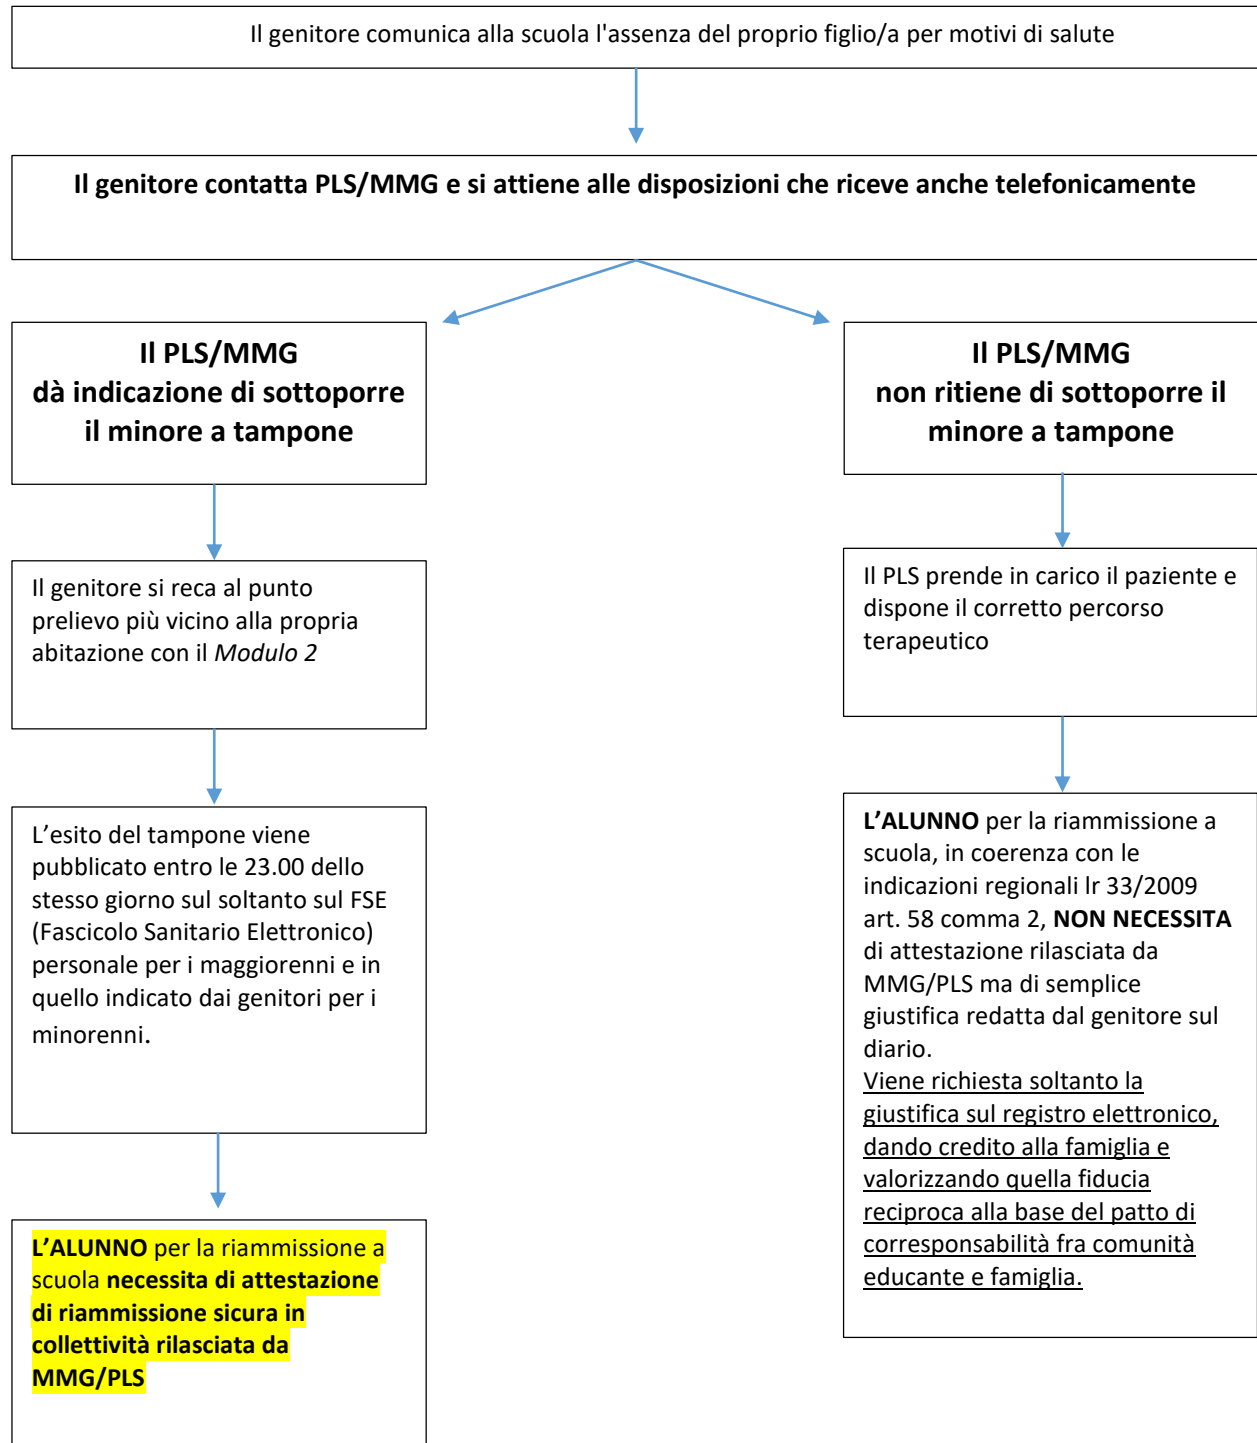 Il genitore comunica alla scuola l'assenza del proprio figlio/a per motivi di salute
Il genitore contatta PLS/MMG e si attiene alle disposizioni che riceve anche telefonicamente
Il PLS/MMG
dà indicazione di sottoporre
il minore a tampone
Il PLS/MMG
non ritiene di sottoporre il
minore a tampone
Il genitore si reca al punto
prelievo più vicino alla propria
abitazione con il Modulo 2
Il PLS prende in carico il paziente e
dispone il corretto percorso
terapeutico
L’esito del tampone viene
pubblicato entro le 23.00 dello
stesso giorno sul soltanto sul FSE
(Fascicolo Sanitario Elettronico)
personale per i maggiorenni e in
quello indicato dai genitori per i
minorenni.
L’ALUNNO per la riammissione a
scuola, in coerenza con le
indicazioni regionali lr 33/2009
art. 58 comma 2, NON NECESSITA
di attestazione rilasciata da
MMG/PLS ma di semplice
giustifica redatta dal genitore sul
diario.
Viene richiesta soltanto la
giustifica sul registro elettronico,
dando credito alla famiglia e
valorizzando quella fiducia
reciproca alla base del patto di
corresponsabilità fra comunità
educante e famiglia.
L’ALUNNO per la riammissione a
scuola necessita di attestazione
di riammissione sicura in
collettività rilasciata da
MMG/PLS